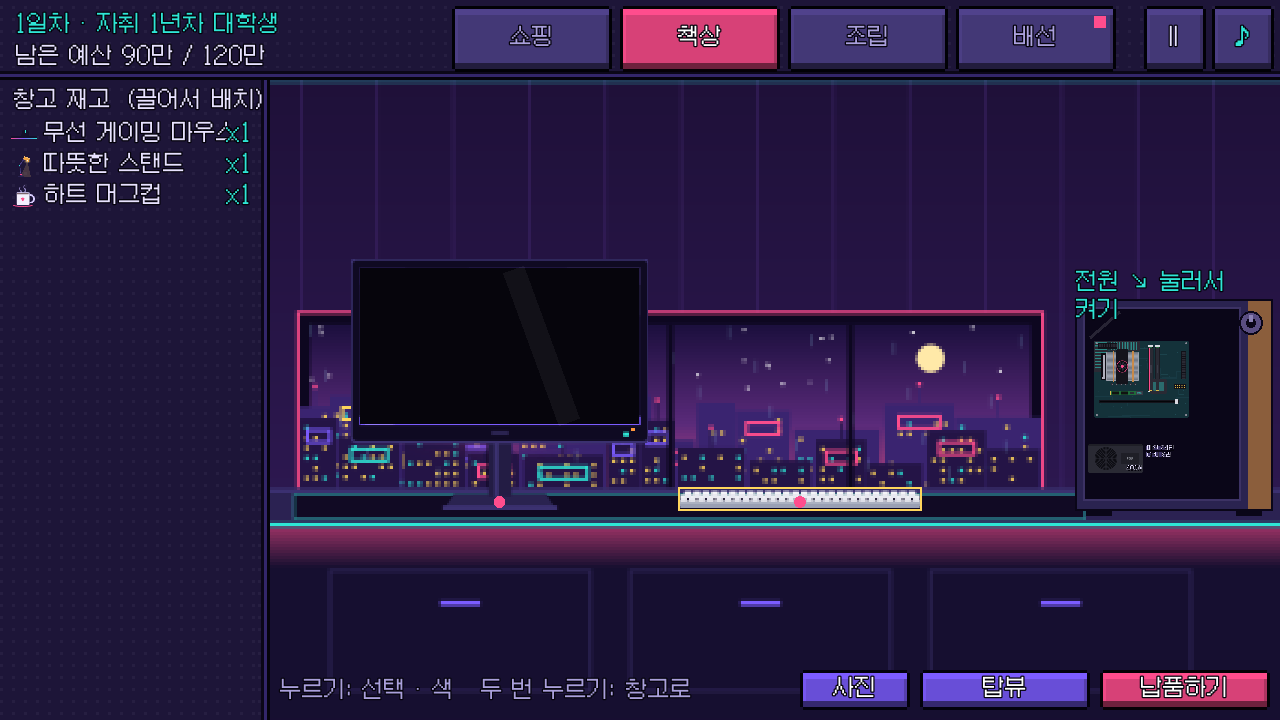 1일차 · 자취 1년차 대학생
남은 예산 90만 / 120만
쇼핑
책상
조립
배선
창고 재고 (끌어서 배치)
무선 게이밍 마우스 x1
따뜻한 스탠드 x1
하트 머그컵 x1
전원 ↘ 눌러서
켜기
누르기: 선택 · 색 두 번 누르기: 창고로
사진
탑뷰
납품하기